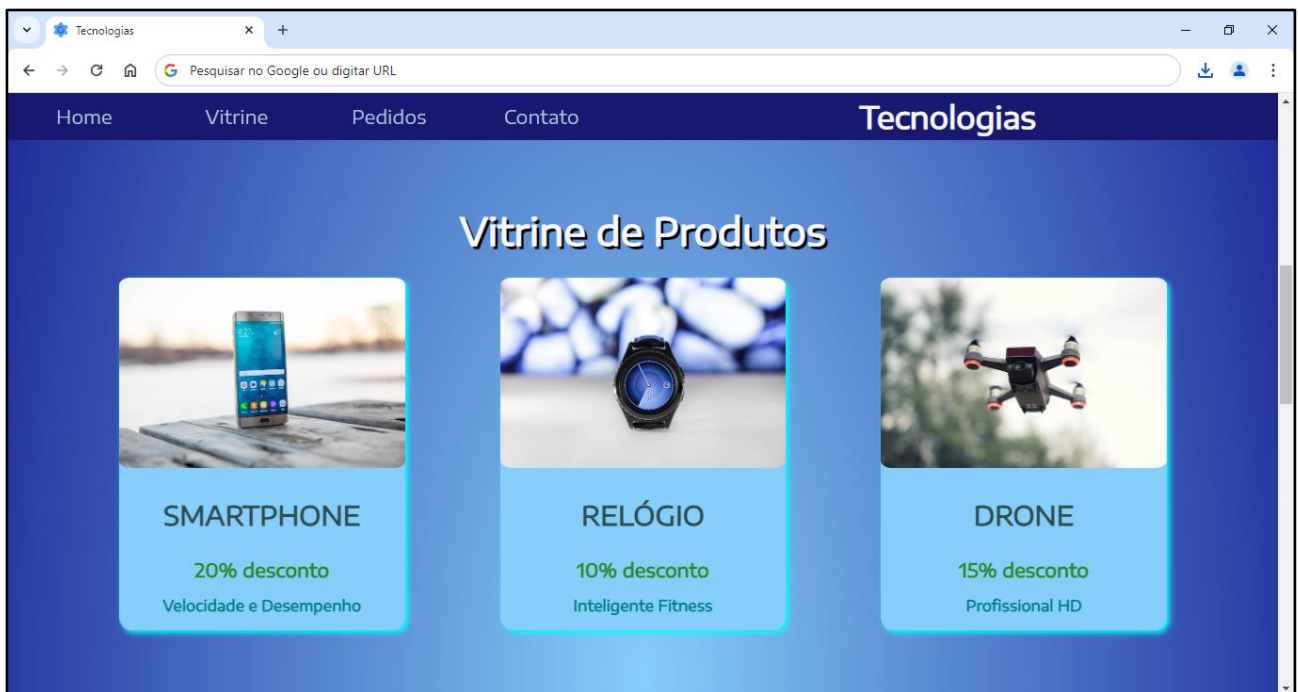 Tecnologias
Pesquisar no Google ou digitar URL
Home Vitrine Pedidos Contato Tecnologias
Vitrine de Produtos
SMARTPHONE
20% desconto
Velocidade e Desempenho
RELÓGIO
10% desconto
Inteligente Fitness
DRONE
15% desconto
Profissional HD